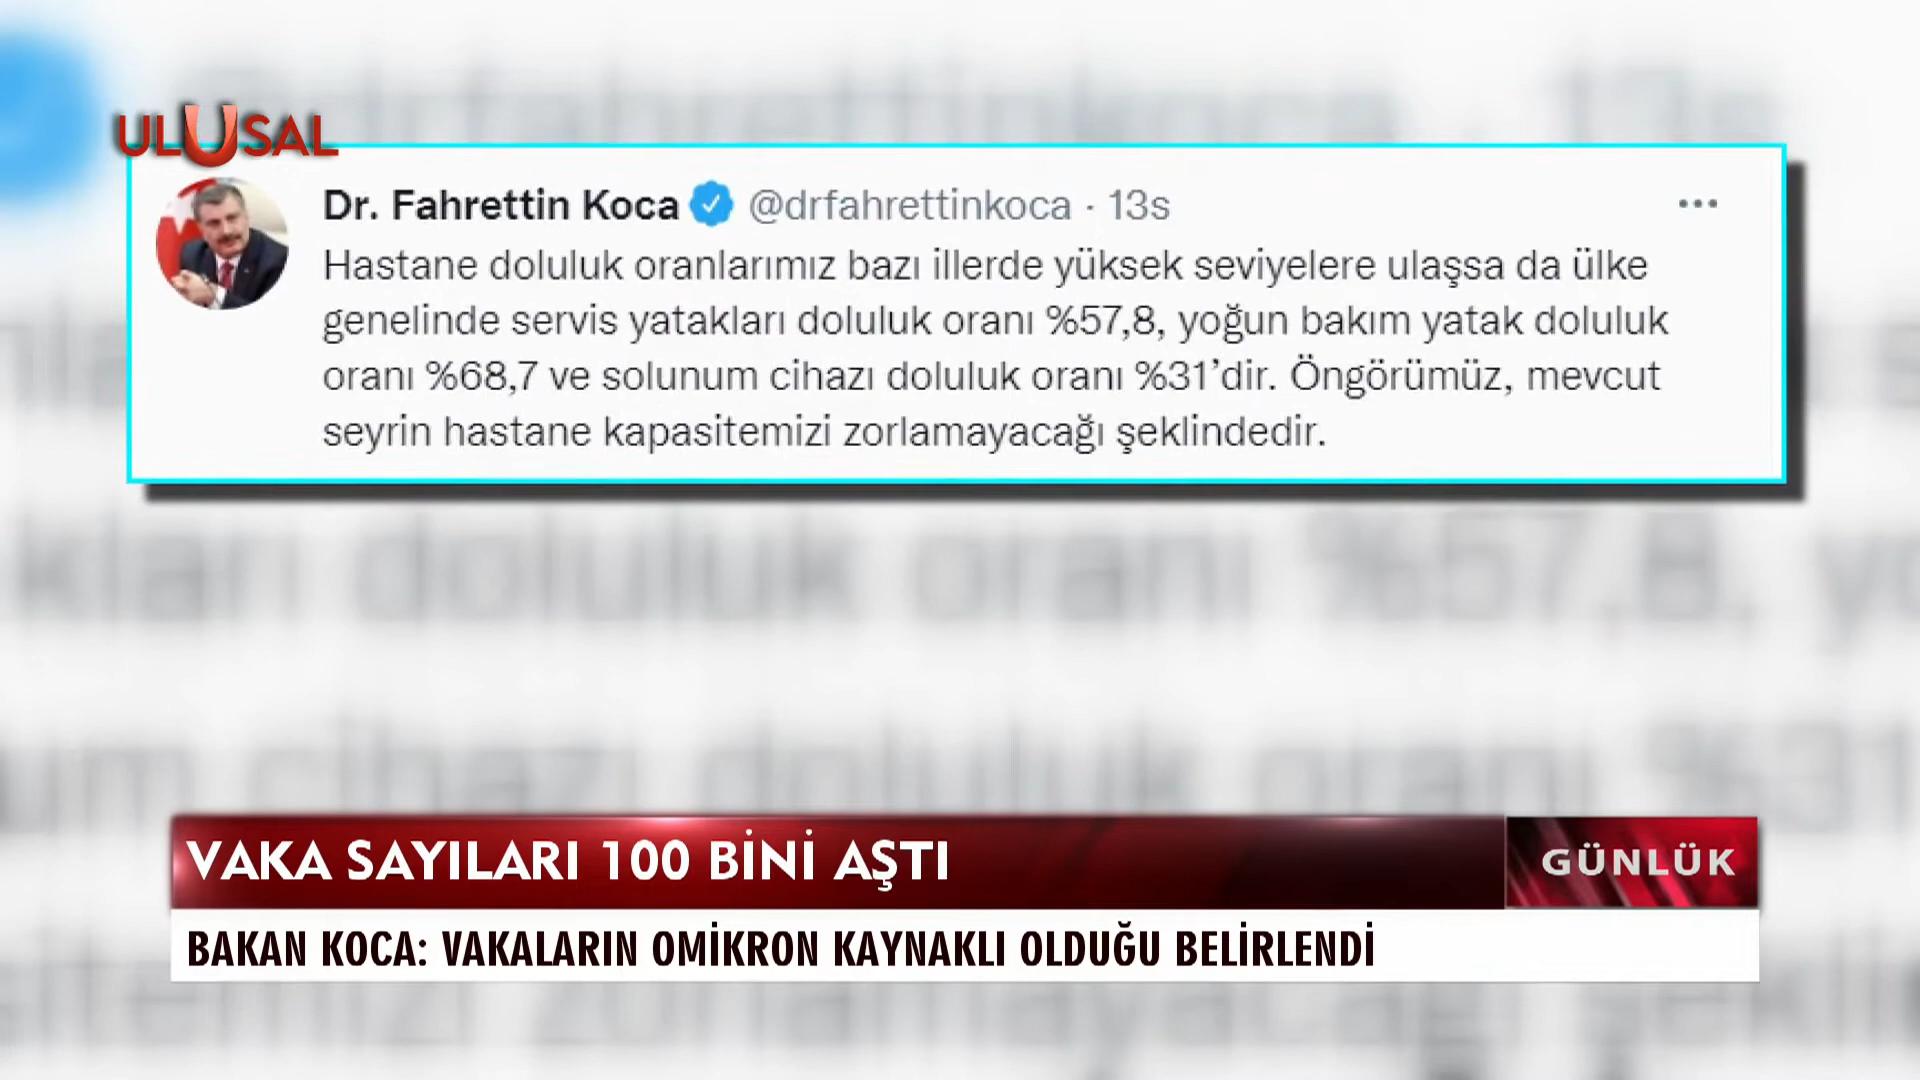 ULUSAL
Dr. Fahrettin Koca @drfahrettinkoca · 13s
Hastane doluluk oranlarımız bazı illerde yüksek seviyelere ulaşsa da ülke
genelinde servis yatakları doluluk oranı %57,8, yoğun bakım yatak doluluk
oranı %68,7 ve solunum cihazı doluluk oranı %31’dir. Öngörümüz, mevcut
seyrin hastane kapasitemizi zorlamayacağı şeklindedir.
VAKA SAYILARI 100 BİNİ AŞTI
GÜNLÜK
BAKAN KOCA: VAKALARIN OMİKRON KAYNAKLI OLDUĞU BELİRLENDİ